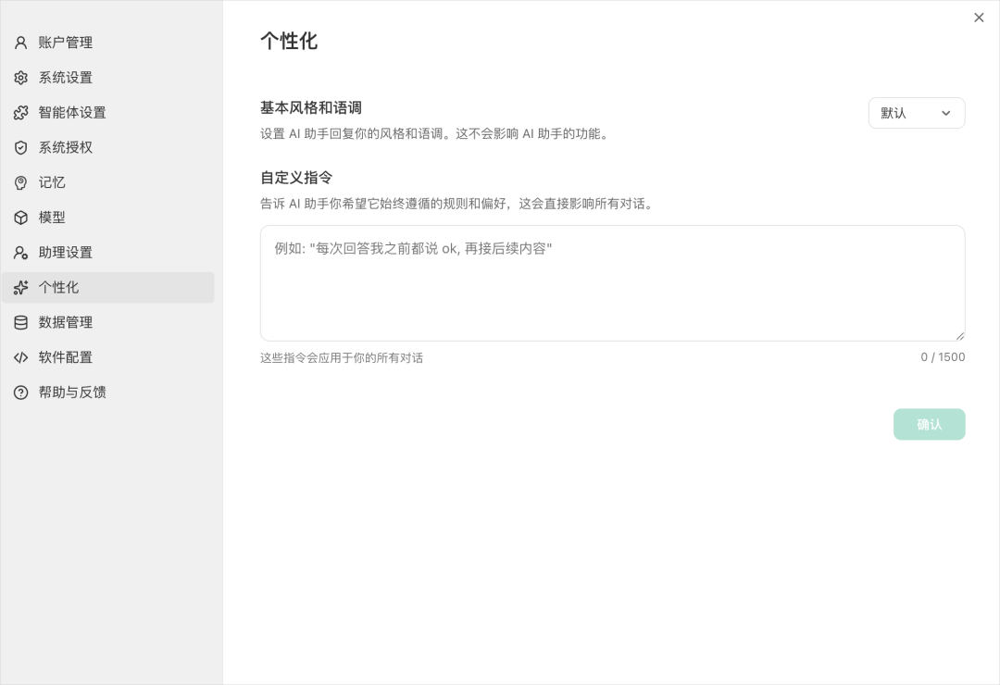 账户管理
系统设置
智能体设置
系统授权
记忆
模型
助理设置
个性化
数据管理
软件配置
帮助与反馈
个性化
基本风格和语调
设置 AI 助手回复你的风格和语调。这不会影响 AI 助手的功能。
默认
自定义指令
告诉 AI 助手你希望它始终遵循的规则和偏好，这会直接影响所有对话。
例如: "每次回答我之前都说 ok, 再接后续内容"
这些指令会应用于你的所有对话
0 / 1500
确认